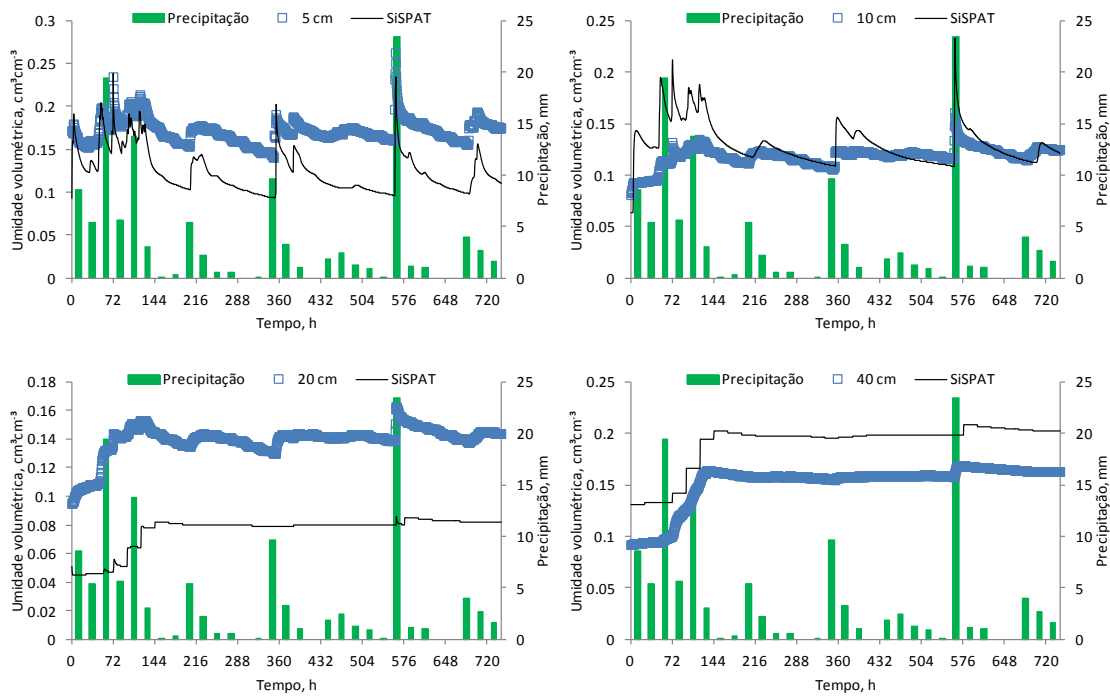 Precipitação 5 cm SiSPAT
Umidade volumétrica, cm³cm⁻³
0.3
0.25
0.2
0.15
0.1
0.05
0
25
20
15
10
5
0
Precipitação, mm
0 72 144 216 288 360 432 504 576 648 720
Tempo, h
Precipitação 10 cm SiSPAT
Umidade volumétrica, cm³cm⁻³
0.25
0.2
0.15
0.1
0.05
0
25
20
15
10
5
0
Precipitação, mm
0 72 144 216 288 360 432 504 576 648 720
Tempo, h
Precipitação 20 cm SiSPAT
Umidade volumétrica, cm³cm⁻³
0.18
0.16
0.14
0.12
0.1
0.08
0.06
0.04
0.02
0
25
20
15
10
5
0
Precipitação, mm
0 72 144 216 288 360 432 504 576 648 720
Tempo, h
Precipitação 40 cm SiSPAT
Umidade volumétrica, cm³cm⁻³
0.25
0.2
0.15
0.1
0.05
0
25
20
15
10
5
0
Precipitação, mm
0 72 144 216 288 360 432 504 576 648 720
Tempo, h